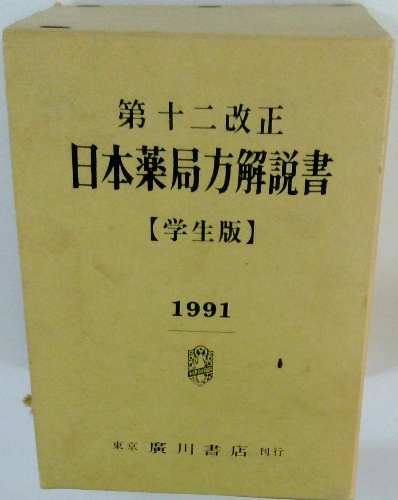 第十二改正
日本薬局方解説書
【学生版】
1991
東京 廣川書店 刊行